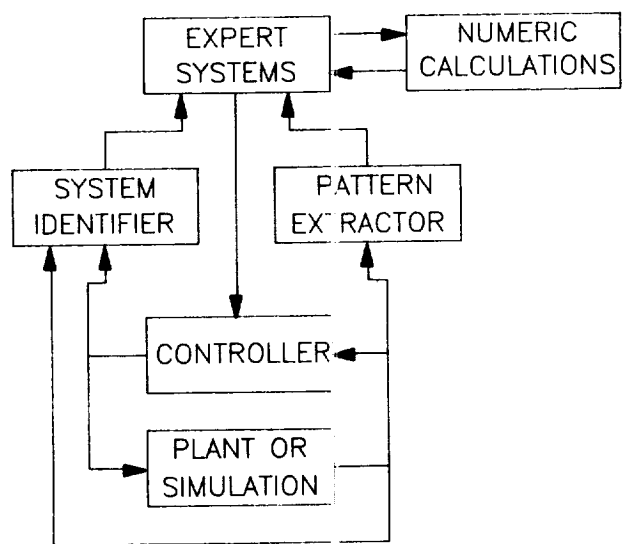 EXPERT
SYSTEMS
NUMERIC
CALCULATIONS
SYSTEM
IDENTIFIER
PATTERN
EXTRACTOR
CONTROLLER
PLANT OR
SIMULATION